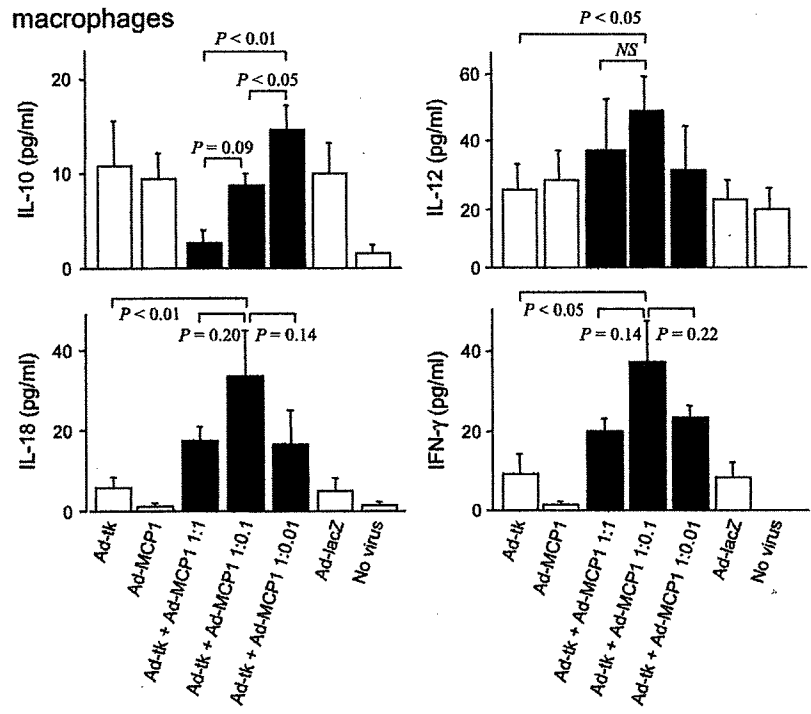 macrophages
P < 0.01
P < 0.05
P = 0.09
20
10
0
IL-10 (pg/ml)
P < 0.05
NS
60
40
20
0
IL-12 (pg/ml)
P < 0.01
P = 0.20
P = 0.14
40
20
0
IL-18 (pg/ml)
P < 0.05
P = 0.14
P = 0.22
40
20
0
IFN-γ (pg/ml)
Ad-tk
Ad-MCP1
Ad-tk + Ad-MCP1 1:1
Ad-tk + Ad-MCP1 1:0.1
Ad-tk + Ad-MCP1 1:0.01
Ad-lacZ
No virus
Ad-tk
Ad-MCP1
Ad-tk + Ad-MCP1 1:1
Ad-tk + Ad-MCP1 1:0.1
Ad-tk + Ad-MCP1 1:0.01
Ad-lacZ
No virus